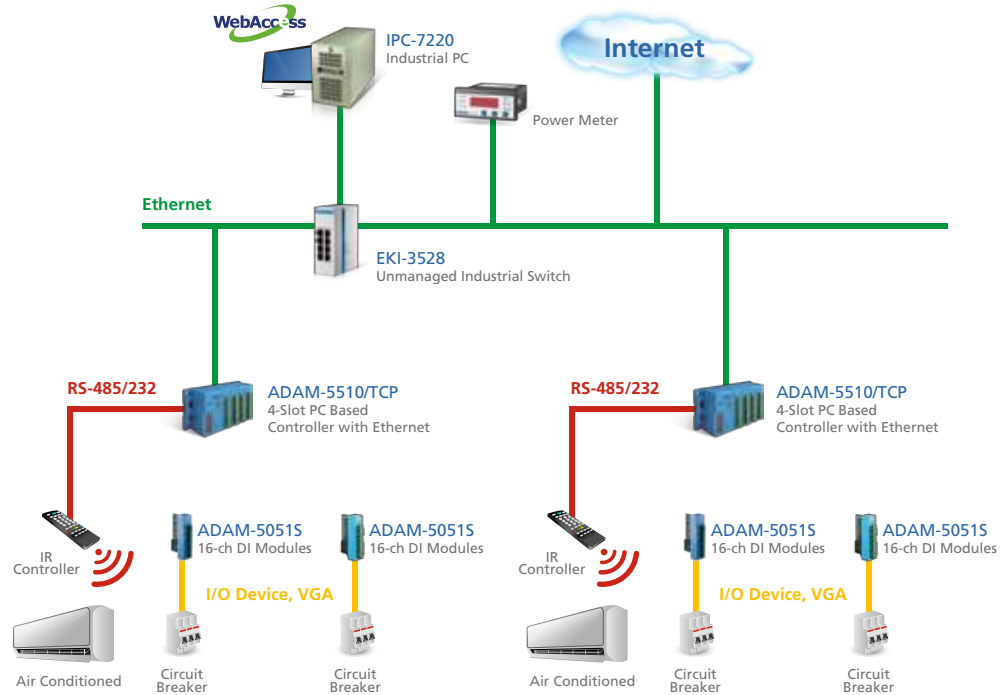 WebAccess
IPC-7220
Industrial PC
Internet
Power Meter
Ethernet
EKI-3528
Unmanaged Industrial Switch
RS-485/232
ADAM-5510/TCP
4-Slot PC Based
Controller with Ethernet
RS-485/232
ADAM-5510/TCP
4-Slot PC Based
Controller with Ethernet
IR
Controller
ADAM-5051S
16-ch DI Modules
ADAM-5051S
16-ch DI Modules
I/O Device, VGA
Air Conditioned
Circuit
Breaker
Circuit
Breaker
IR
Controller
ADAM-5051S
16-ch DI Modules
ADAM-5051S
16-ch DI Modules
I/O Device, VGA
Air Conditioned
Circuit
Breaker
Circuit
Breaker